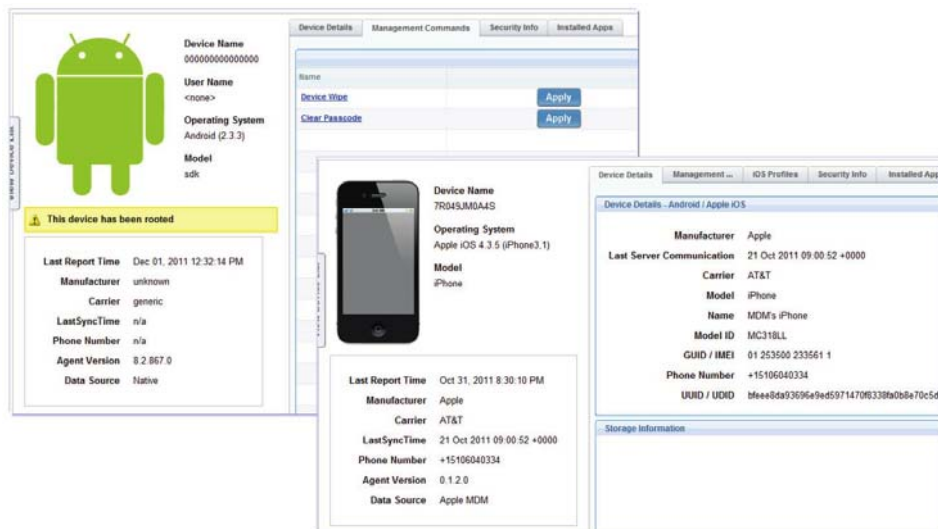 Device Details Management Commands Security Info Installed Apps
Device Name
000000000000000
User Name
<none>
Operating System
Android (2.3.3)
Model
sdk
Name
Device Wipe Apply
Clear Passcode Apply
This device has been rooted
Last Report Time Dec 01, 2011 12:32:14 PM
Manufacturer unknown
Carrier generic
LastSyncTime n/a
Phone Number n/a
Agent Version 8.2.867.0
Data Source Native
Device Name
7R049JM0A4S
Operating System
Apple iOS 4.3.5 (iPhone3,1)
Model
iPhone
Last Report Time Oct 31, 2011 8:30:10 PM
Manufacturer Apple
Carrier AT&T
LastSyncTime 21 Oct 2011 09:00:52 +0000
Phone Number +15106040334
Agent Version 0.1.2.0
Data Source Apple MDM
Device Details Management ... iOS Profiles Security Info Installed App
Device Details - Android / Apple iOS
Manufacturer Apple
Last Server Communication 21 Oct 2011 09:00:52 +0000
Carrier AT&T
Model iPhone
Name MDM's iPhone
Model ID MC318LL
GUID / IMEI 01 253500 233561 1
Phone Number +15106040334
UUID / UDID bfeee8da93696e9ed5971470f8338fa0b8e70c5d
Storage Information